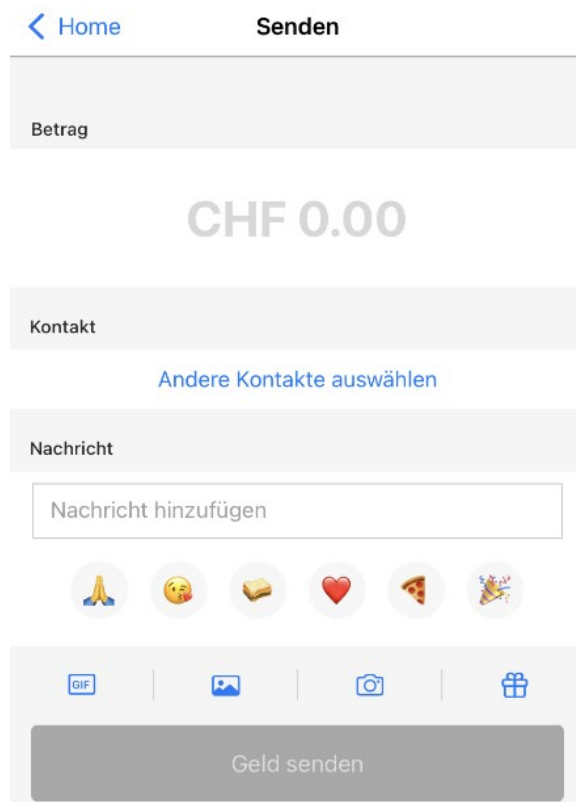 Home
Senden
Betrag
CHF 0.00
Kontakt
Andere Kontakte auswählen
Nachricht
Nachricht hinzufügen
GIF
Geld senden